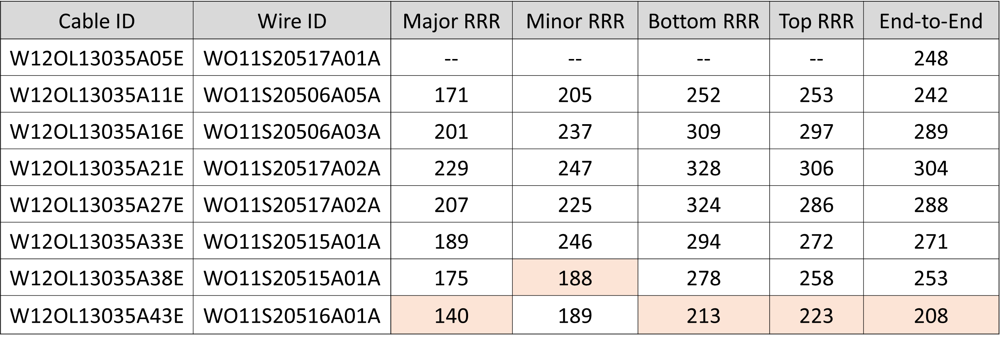 Cable ID Wire ID Major RRR Minor RRR Bottom RRR Top RRR End-to-End
W12OL13035A05E WO11S20517A01A -- -- -- -- 248
W12OL13035A11E WO11S20506A05A 171 205 252 253 242
W12OL13035A16E WO11S20506A03A 201 237 309 297 289
W12OL13035A21E WO11S20517A02A 229 247 328 306 304
W12OL13035A27E WO11S20517A02A 207 225 324 286 288
W12OL13035A33E WO11S20515A01A 189 246 294 272 271
W12OL13035A38E WO11S20515A01A 175 188 278 258 253
W12OL13035A43E WO11S20516A01A 140 189 213 223 208